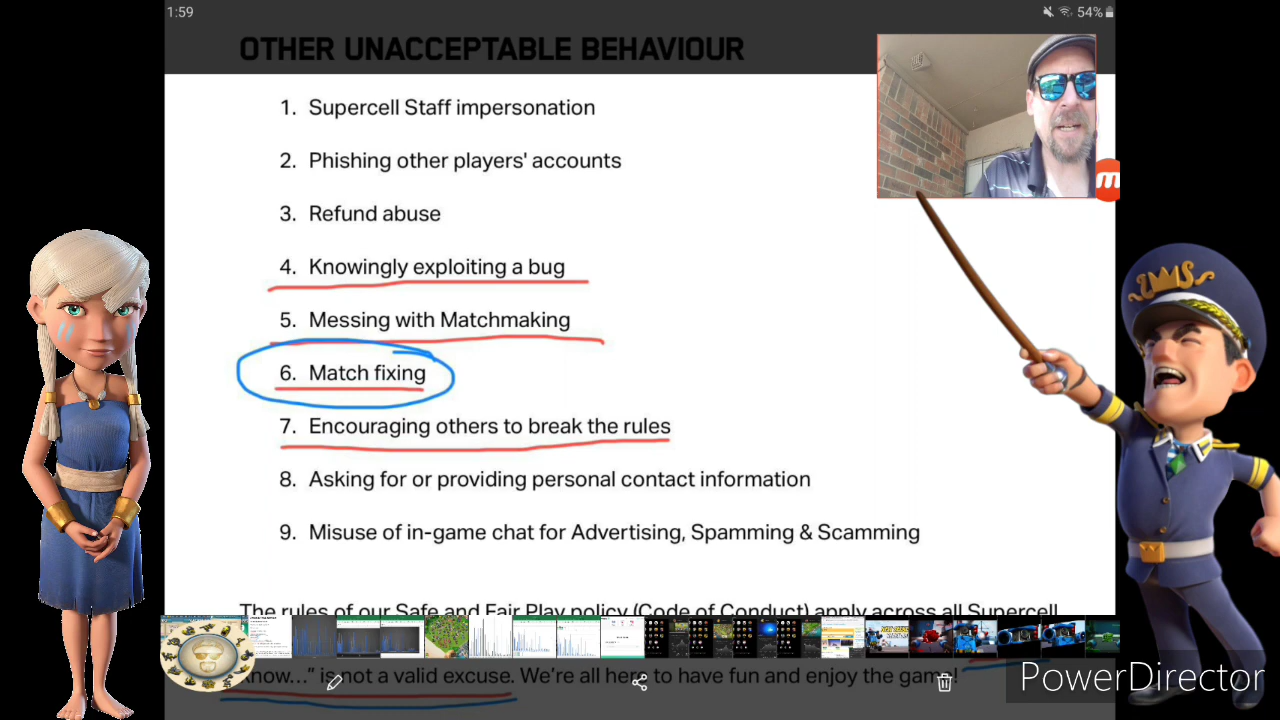 1:59
54%
OTHER UNACCEPTABLE BEHAVIOUR
1. Supercell Staff impersonation
2. Phishing other players' accounts
3. Refund abuse
4. Knowingly exploiting a bug
5. Messing with Matchmaking
6. Match fixing
7. Encouraging others to break the rules
8. Asking for or providing personal contact information
9. Misuse of in-game chat for Advertising, Spamming & Scamming
The rules of our Safe and Fair Play policy (Code of Conduct) apply across all Supercell
know…” is not a valid excuse. We're all here to have fun and enjoy the game!
PowerDirector